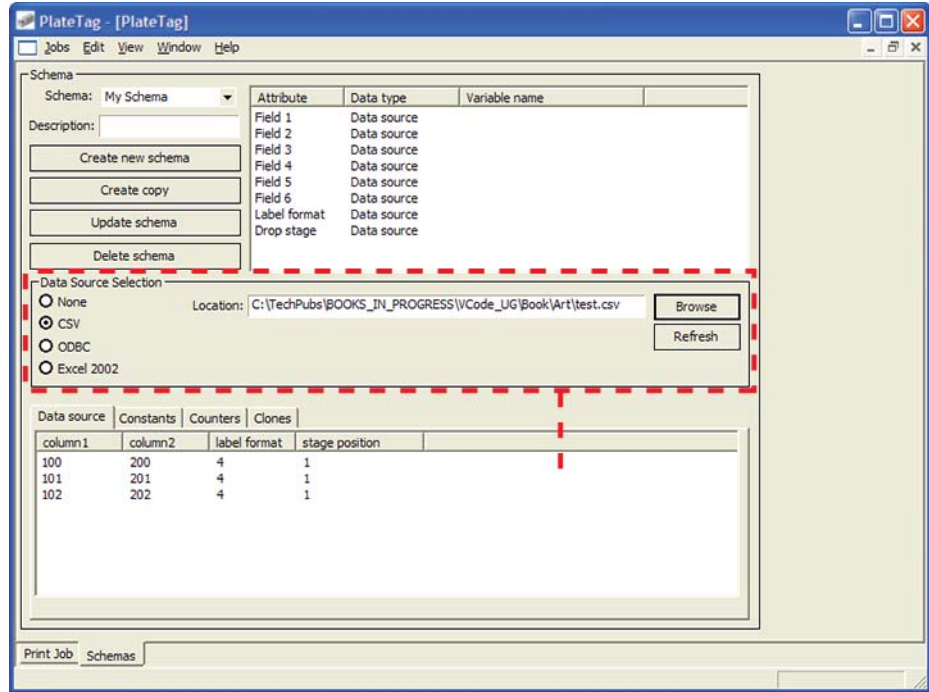 PlateTag - [PlateTag]
Jobs Edit View Window Help
Schema
Schema: My Schema
Description:
Create new schema
Create copy
Update schema
Delete schema
Attribute Data type Variable name
Field 1 Data source
Field 2 Data source
Field 3 Data source
Field 4 Data source
Field 5 Data source
Field 6 Data source
Label format Data source
Drop stage Data source
Data Source Selection
None
CSV
ODBC
Excel 2002
Location: C:\TechPubs\BOOKS_IN_PROGRESS\VCode_UG\Book\Art\test.csv
Browse
Refresh
Data source Constants Counters Clones
column1 column2 label format stage position
100 200 4 1
101 201 4 1
102 202 4 1
Print Job Schemas